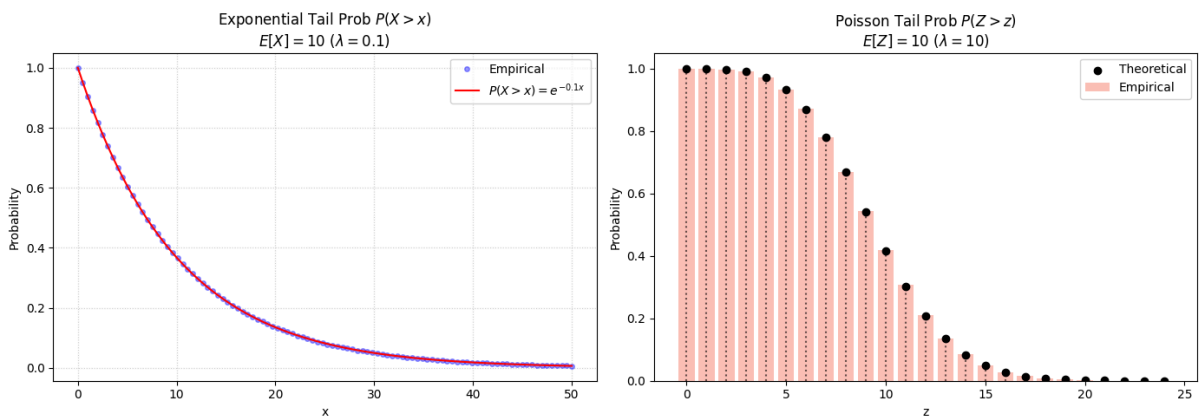 Exponential Tail Prob P(X > x)
E[X] = 10 (λ = 0.1)
Probability
1.0
0.8
0.6
0.4
0.2
0.0
Empirical
P(X > x) = e^{-0.1x}
0 10 20 30 40 50
x
Poisson Tail Prob P(Z > z)
E[Z] = 10 (λ = 10)
Probability
1.0
0.8
0.6
0.4
0.2
0.0
Theoretical
Empirical
0 5 10 15 20 25
z